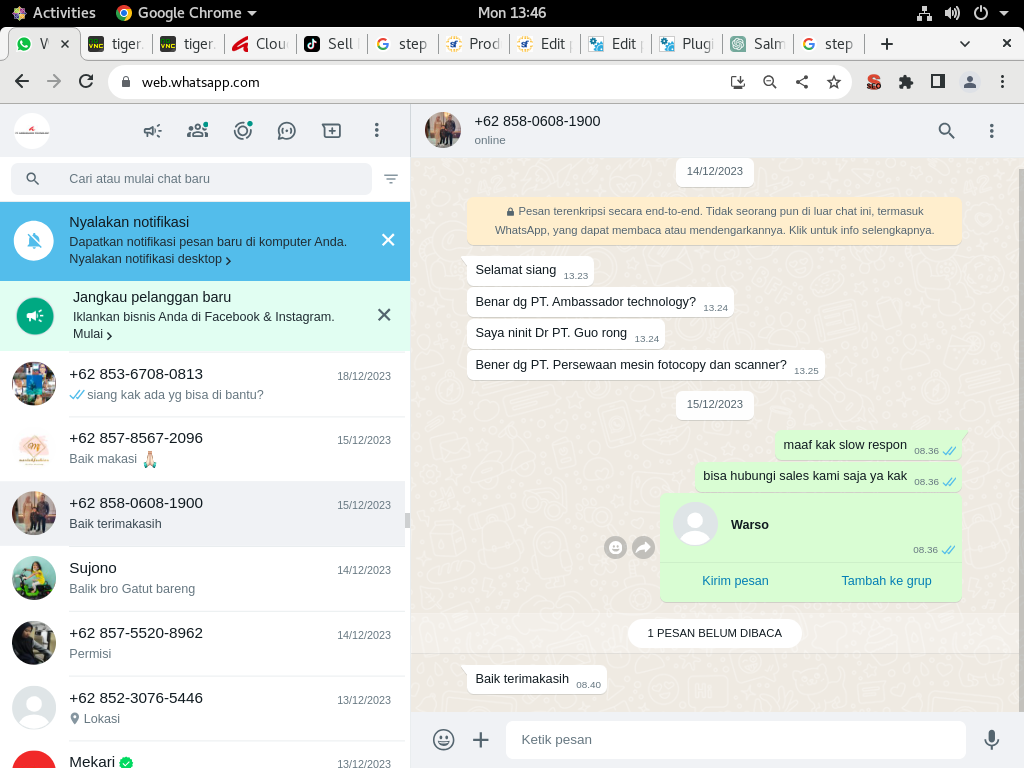 Activities
Google Chrome
Mon 13:46
W
tiger.
tiger.
Clou
Sell
step
Prod
Edit
Edit
Plugi
Salm
step
web.whatsapp.com
SEO
+62 858-0608-1900
online
Cari atau mulai chat baru
Nyalakan notifikasi
Dapatkan notifikasi pesan baru di komputer Anda.
Nyalakan notifikasi desktop
Jangkau pelanggan baru
Iklankan bisnis Anda di Facebook & Instagram.
Mulai
+62 853-6708-0813
18/12/2023
siang kak ada yg bisa di bantu?
+62 857-8567-2096
15/12/2023
Baik makasi 🙏🏻
+62 858-0608-1900
15/12/2023
Baik terimakasih
Sujono
14/12/2023
Balik bro Gatut bareng
+62 857-5520-8962
14/12/2023
Permisi
+62 852-3076-5446
13/12/2023
Lokasi
Mekari
13/12/2023
14/12/2023
Pesan terenkripsi secara end-to-end. Tidak seorang pun di luar chat ini, termasuk
WhatsApp, yang dapat membaca atau mendengarkannya. Klik untuk info selengkapnya.
Selamat siang 13.23
Benar dg PT. Ambassador technology? 13.24
Saya ninit Dr PT. Guo rong 13.24
Bener dg PT. Persewaan mesin fotocopy dan scanner? 13.25
15/12/2023
maaf kak slow respon 08.36
bisa hubungi sales kami saja ya kak 08.36
Warso
08.36
Kirim pesan
Tambah ke grup
1 PESAN BELUM DIBACA
Baik terimakasih 08.40
Ketik pesan